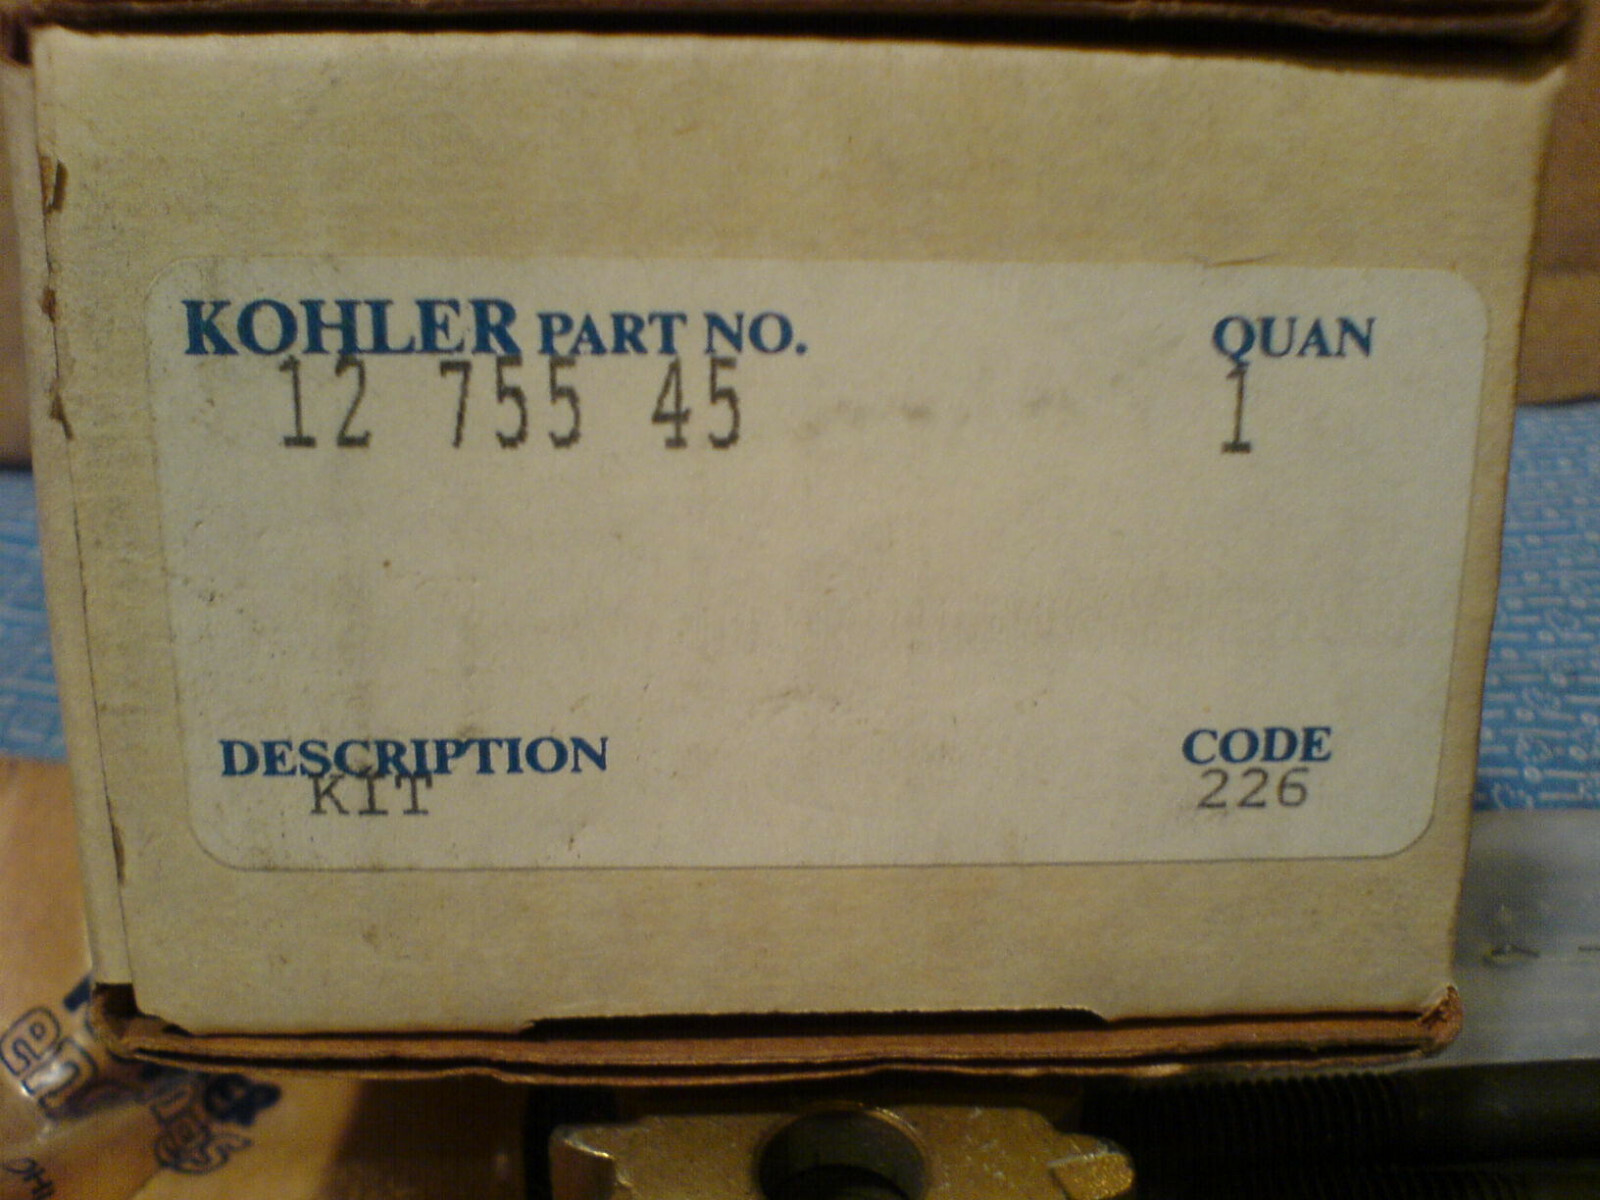 KOHLER PART NO. QUAN
12 755 45 1
DESCRIPTION CODE
KIT 226